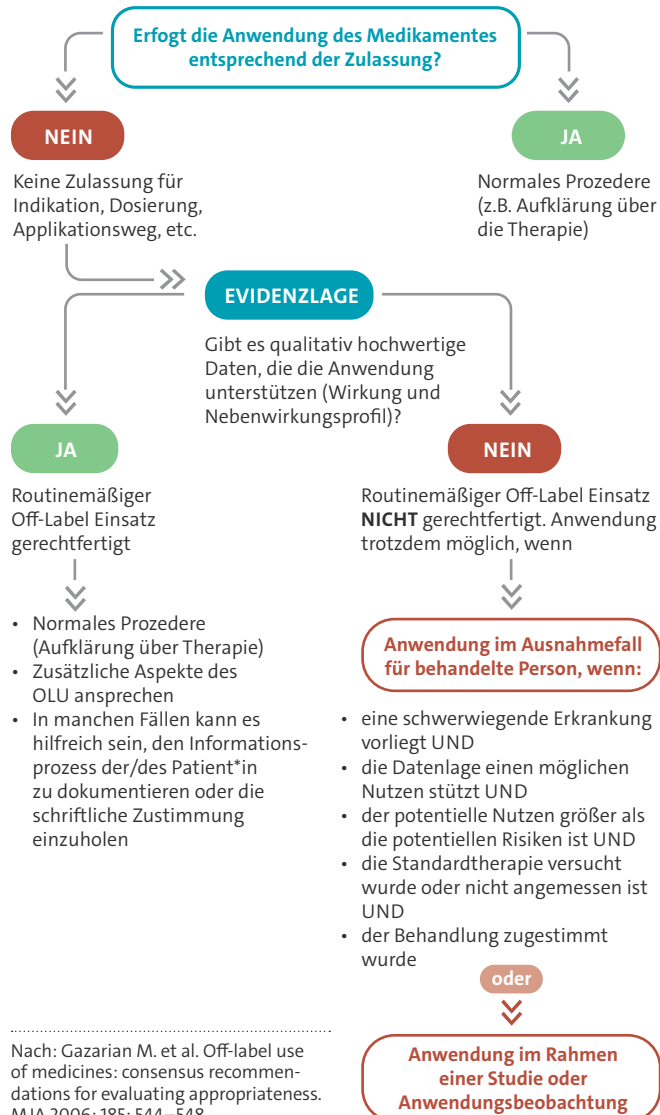 Erfogt die Anwendung des Medikamentes
entsprechend der Zulassung?
NEIN
Keine Zulassung für
Indikation, Dosierung,
Applikationsweg, etc.
JA
Normales Prozedere
(z.B. Aufklärung über
die Therapie)
EVIDENZLAGE
Gibt es qualitativ hochwertige
Daten, die die Anwendung
unterstützen (Wirkung und
Nebenwirkungsprofil)?
JA
Routinemäßiger
Off-Label Einsatz
gerechtfertigt
• Normales Prozedere
(Aufklärung über Therapie)
• Zusätzliche Aspekte des
OLU ansprechen
• In manchen Fällen kann es
hilfreich sein, den Informations-
prozess der/des Patient*in
zu dokumentieren oder die
schriftliche Zustimmung
einzuholen
NEIN
Routinemäßiger Off-Label Einsatz
NICHT gerechtfertigt. Anwendung
trotzdem möglich, wenn
Anwendung im Ausnahmefall
für behandelte Person, wenn:
• eine schwerwiegende Erkrankung
vorliegt UND
• die Datenlage einen möglichen
Nutzen stützt UND
• der potentielle Nutzen größer als
die potentiellen Risiken ist UND
• die Standardtherapie versucht
wurde oder nicht angemessen ist
UND
• der Behandlung zugestimmt
wurde
oder
Anwendung im Rahmen
einer Studie oder
Anwendungsbeobachtung
Nach: Gazarian M. et al. Off-label use
of medicines: consensus recommen-
dations for evaluating appropriateness.
MJA 2006; 185: 544–548